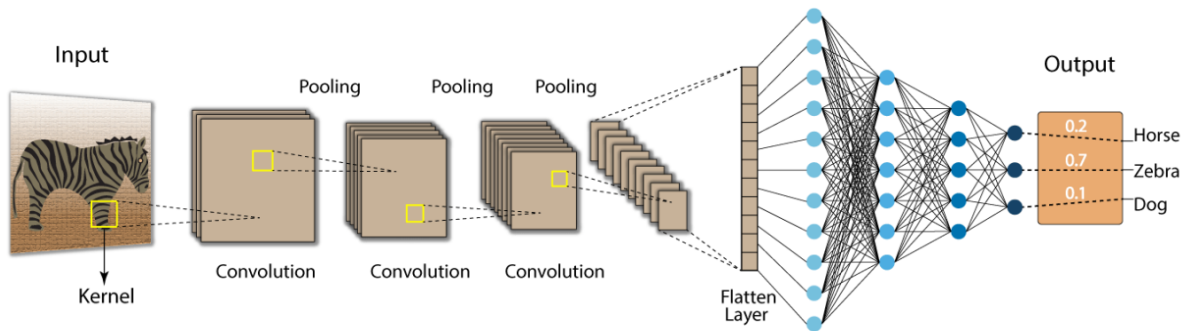 Input
Kernel
Pooling
Pooling
Pooling
Convolution
Convolution
Convolution
Flatten
Layer
Output
0.2
Horse
0.7
Zebra
0.1
Dog